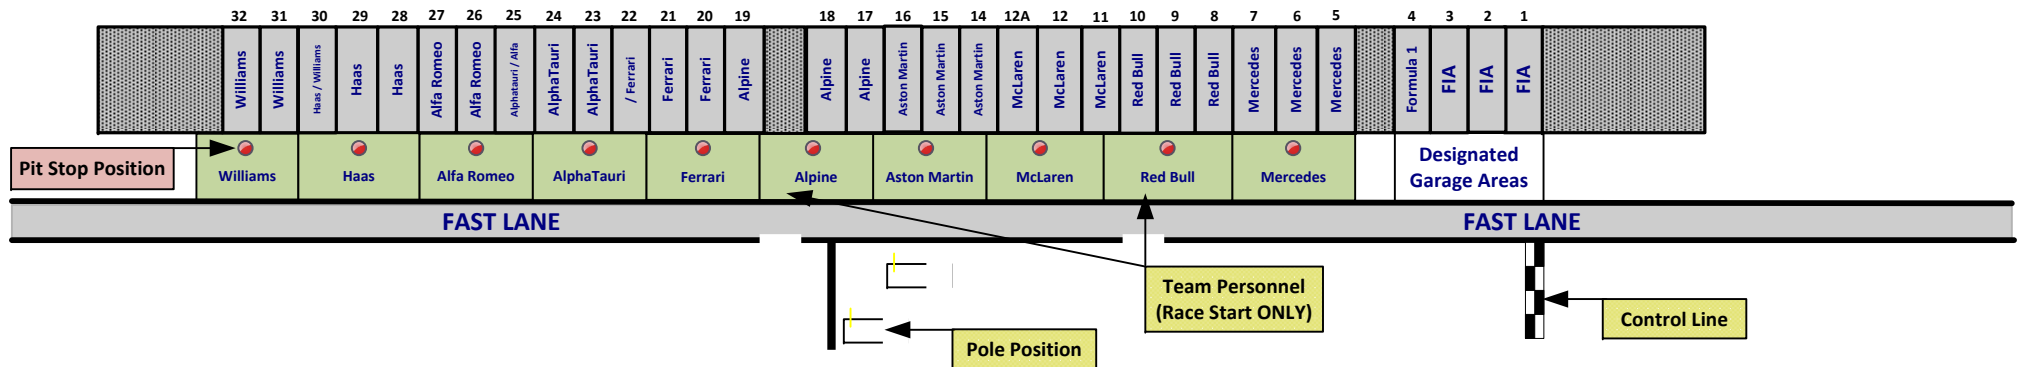 32 31 30 29 28 27 26 25 24 23 22 21 20 19 18 17 16 15 14 12A 12 11 10 9 8 7 6 5 4 3 2 1
Williams
Williams
Haas / Williams
Haas
Haas
Alfa Romeo
Alfa Romeo
Alphatauri / Alfa
AlphaTauri
AlphaTauri
/ Ferrari
Ferrari
Ferrari
Alpine
Alpine
Alpine
Aston Martin
Aston Martin
Aston Martin
McLaren
McLaren
McLaren
Red Bull
Red Bull
Red Bull
Mercedes
Mercedes
Mercedes
Formula 1
FIA
FIA
FIA
Pit Stop Position
Williams
Haas
Alfa Romeo
AlphaTauri
Ferrari
Alpine
Aston Martin
McLaren
Red Bull
Mercedes
Designated
Garage Areas
FAST LANE
FAST LANE
Team Personnel
(Race Start ONLY)
Control Line
Pole Position